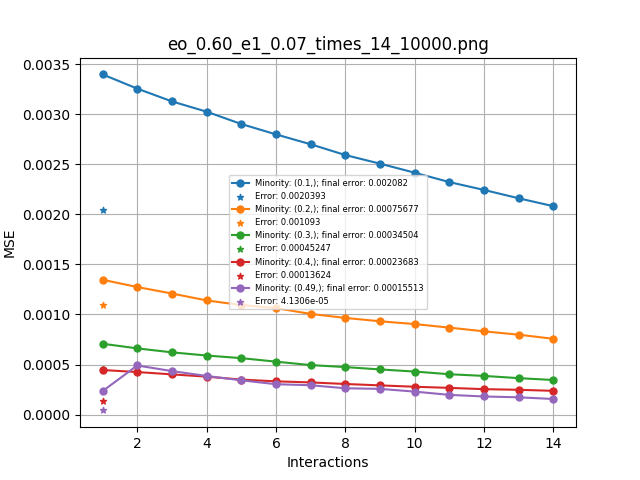 eo_0.60_e1_0.07_times_14_10000.png
0.0035
0.0030
0.0025
0.0020
0.0015
0.0010
0.0005
0.0000
MSE
Minority: (0.1,); final error: 0.002082
Error: 0.0020393
Minority: (0.2,); final error: 0.00075677
Error: 0.001093
Minority: (0.3,); final error: 0.00034504
Error: 0.00045247
Minority: (0.4,); final error: 0.00023683
Error: 0.00013624
Minority: (0.49,); final error: 0.00015513
Error: 4.1306e-05
2 4 6 8 10 12 14
Interactions